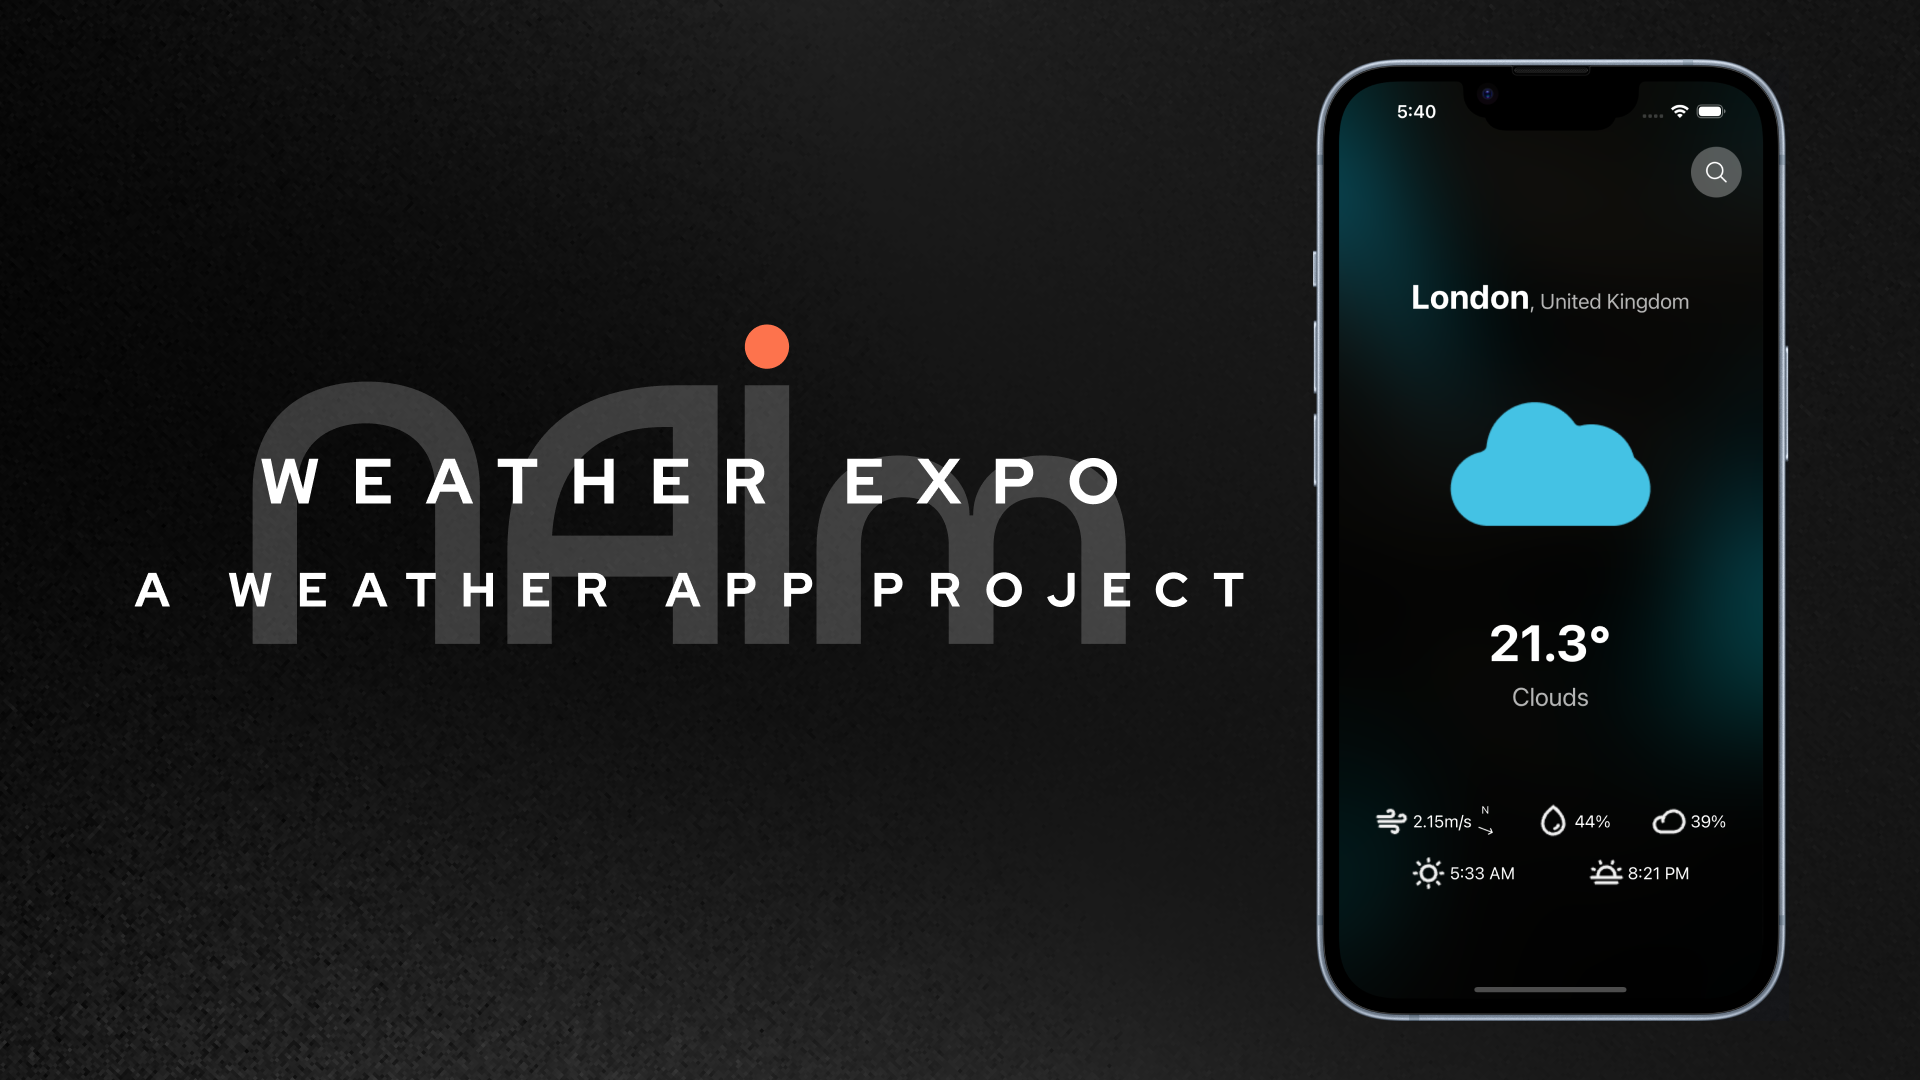 NAim
WEATHER EXPO
A WEATHER APP PROJECT
5:40
London, United Kingdom
21.3°
Clouds
2.15m/s N 44% 39%
5:33 AM 8:21 PM